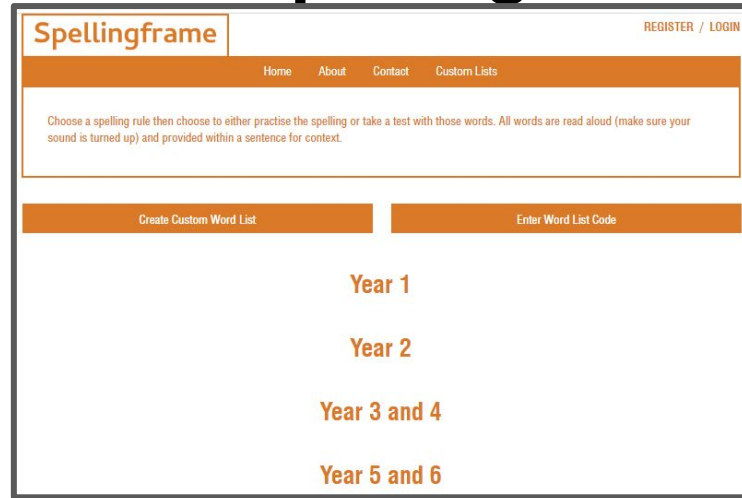 Spellingframe
REGISTER / LOGIN
Home About Contact Custom Lists
Choose a spelling rule then choose to either practise the spelling or take a test with those words. All words are read aloud (make sure your
sound is turned up) and provided within a sentence for context.
Create Custom Word List
Enter Word List Code
Year 1
Year 2
Year 3 and 4
Year 5 and 6